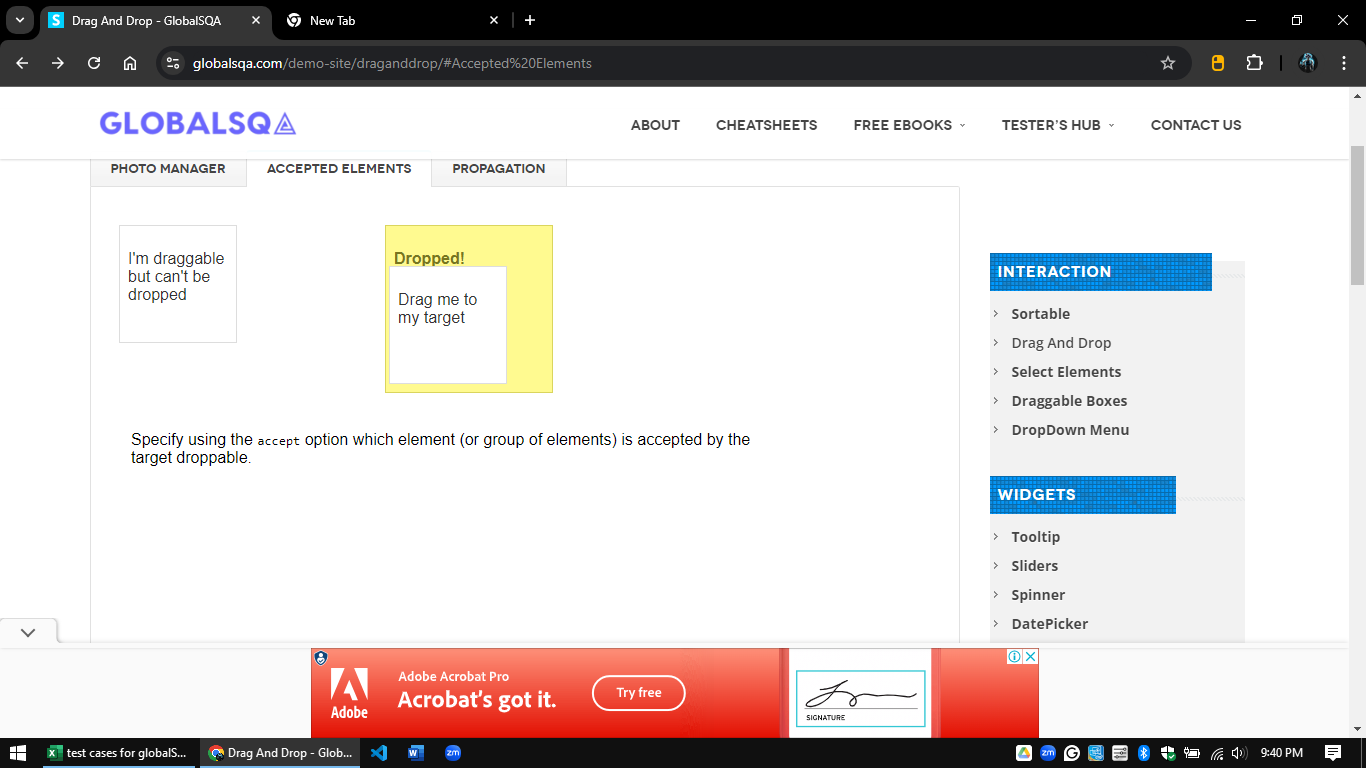 Drag And Drop - GlobalSQA
New Tab
globalsqa.com/demo-site/draganddrop/#Accepted%20Elements
GLOBALSQA
ABOUT
CHEATSHEETS
FREE EBOOKS
TESTER'S HUB
CONTACT US
PHOTO MANAGER
ACCEPTED ELEMENTS
PROPAGATION
I'm draggable
but can't be
dropped
Dropped!
Drag me to
my target
Specify using the accept option which element (or group of elements) is accepted by the
target droppable.
INTERACTION
Sortable
Drag And Drop
Select Elements
Draggable Boxes
DropDown Menu
WIDGETS
Tooltip
Sliders
Spinner
DatePicker
Adobe
Adobe Acrobat Pro
Acrobat's got it.
Try free
SIGNATURE
test cases for globalS...
Drag And Drop - Glob...
zm
zm
9:40 PM